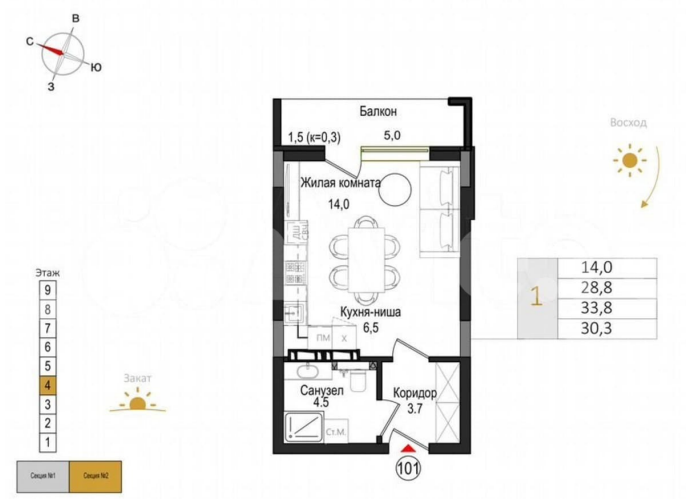 В
С
Ю
З
Балкон
1,5 (к=0,3) 5,0
Восход
Жилая комната
14,0
ДШ
СВЧ
Этаж
9
8
7
6
5
4
3
2
1
Кухня-ниша
6,5
ПМ Х
1
14,0
28,8
33,8
30,3
Закат
Санузел
4.5
Коридор
3.7
Ст.М.
101
Секция №1 Секция №2